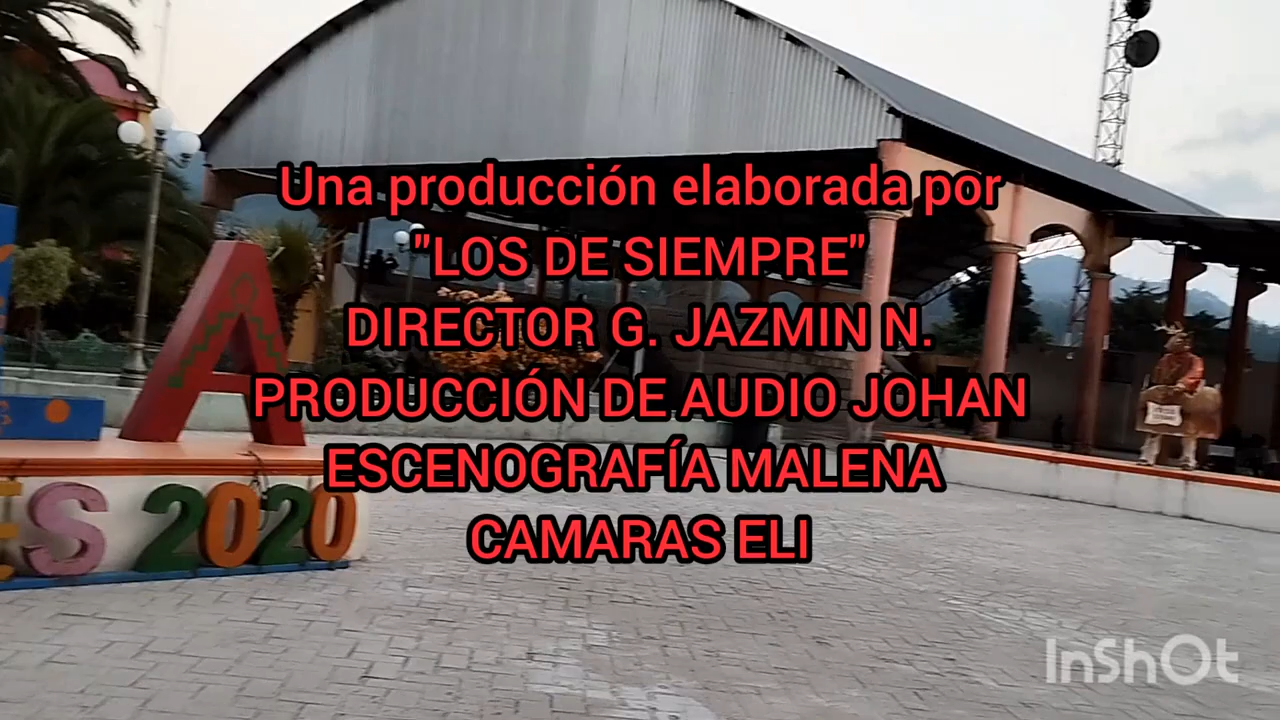 Una producción elaborada por
"LOS DE SIEMPRE"
DIRECTOR G. JAZMIN N.
PRODUCCIÓN DE AUDIO JOHAN
ESCENOGRAFÍA MALENA
CAMARAS ELI
A
ES 2020
InShOt